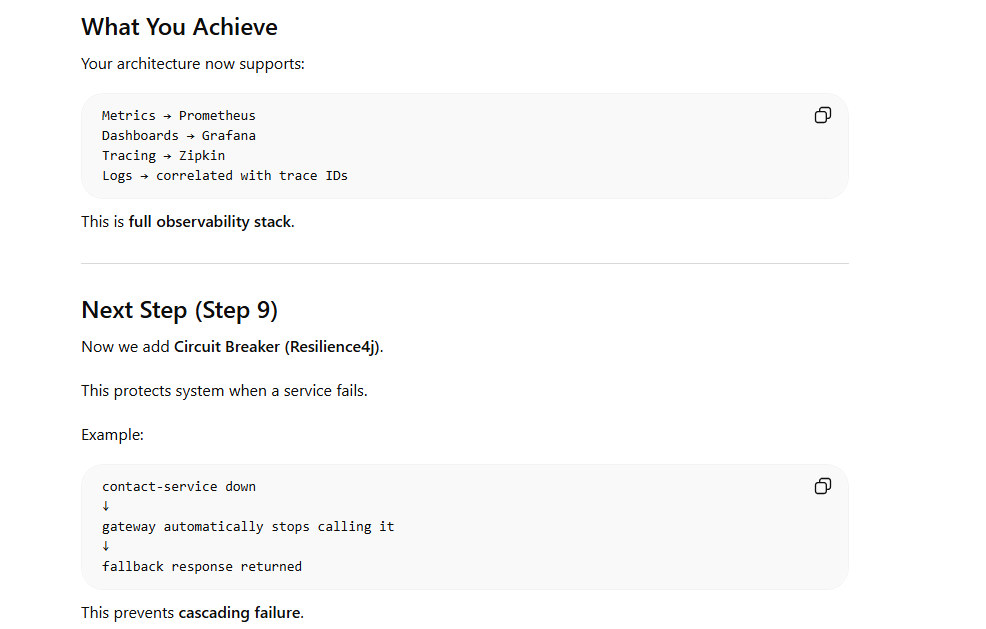 What You Achieve
Your architecture now supports:
Metrics → Prometheus
Dashboards → Grafana
Tracing → Zipkin
Logs → correlated with trace IDs
This is full observability stack.
Next Step (Step 9)
Now we add Circuit Breaker (Resilience4j).
This protects system when a service fails.
Example:
contact-service down
↓
gateway automatically stops calling it
↓
fallback response returned
This prevents cascading failure.